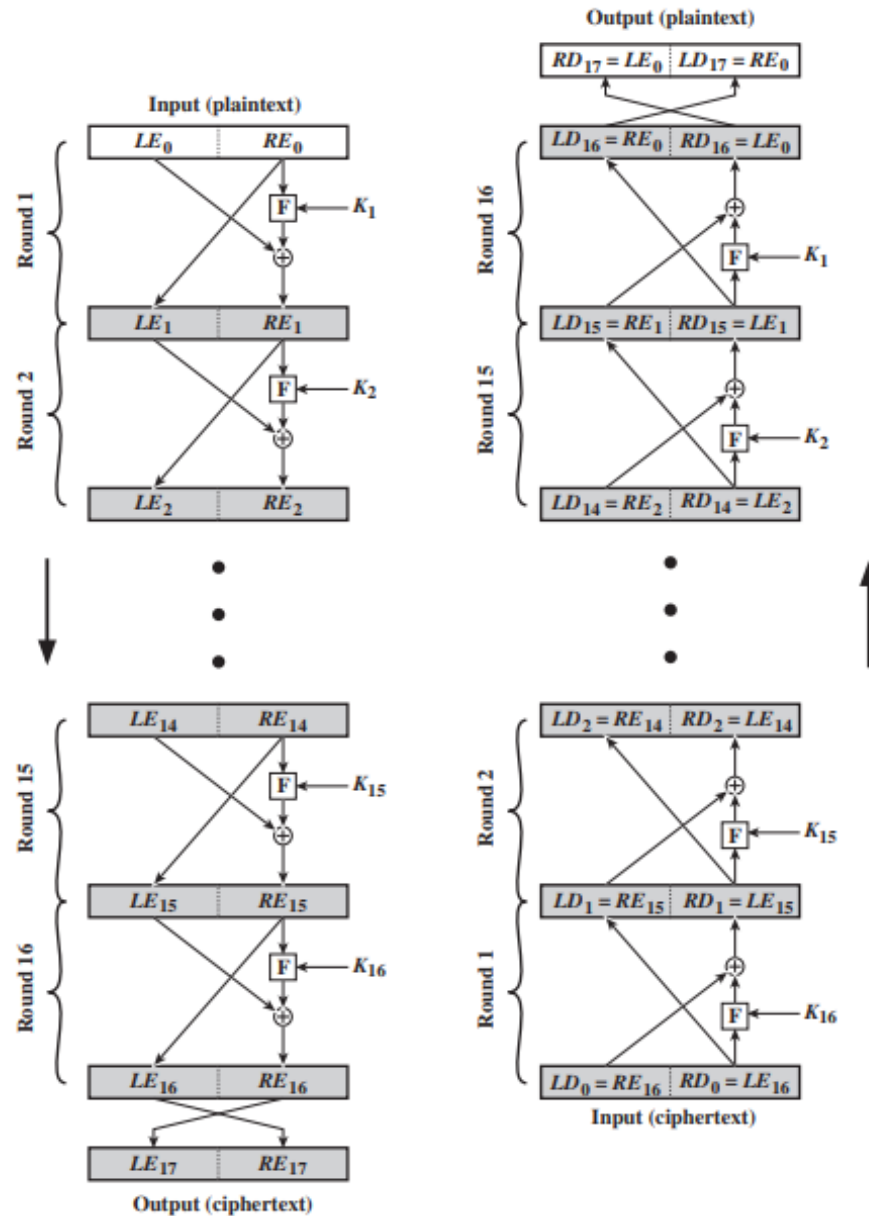 Input (plaintext)
LE₀ RE₀
Round 1
F
K₁
+
LE₁ RE₁
Round 2
F
K₂
+
LE₂ RE₂
LE₁₄ RE₁₄
Round 15
F
K₁₅
+
LE₁₅ RE₁₅
Round 16
F
K₁₆
+
LE₁₆ RE₁₆
LE₁₇ RE₁₇
Output (ciphertext)
Output (plaintext)
RD₁₇ = LE₀ LD₁₇ = RE₀
LD₁₆ = RE₀ RD₁₆ = LE₀
Round 16
+
F
K₁
LD₁₅ = RE₁ RD₁₅ = LE₁
Round 15
+
F
K₂
LD₁₄ = RE₂ RD₁₄ = LE₂
LD₂ = RE₁₄ RD₂ = LE₁₄
Round 2
+
F
K₁₅
LD₁ = RE₁₅ RD₁ = LE₁₅
Round 1
+
F
K₁₆
LD₀ = RE₁₆ RD₀ = LE₁₆
Input (ciphertext)